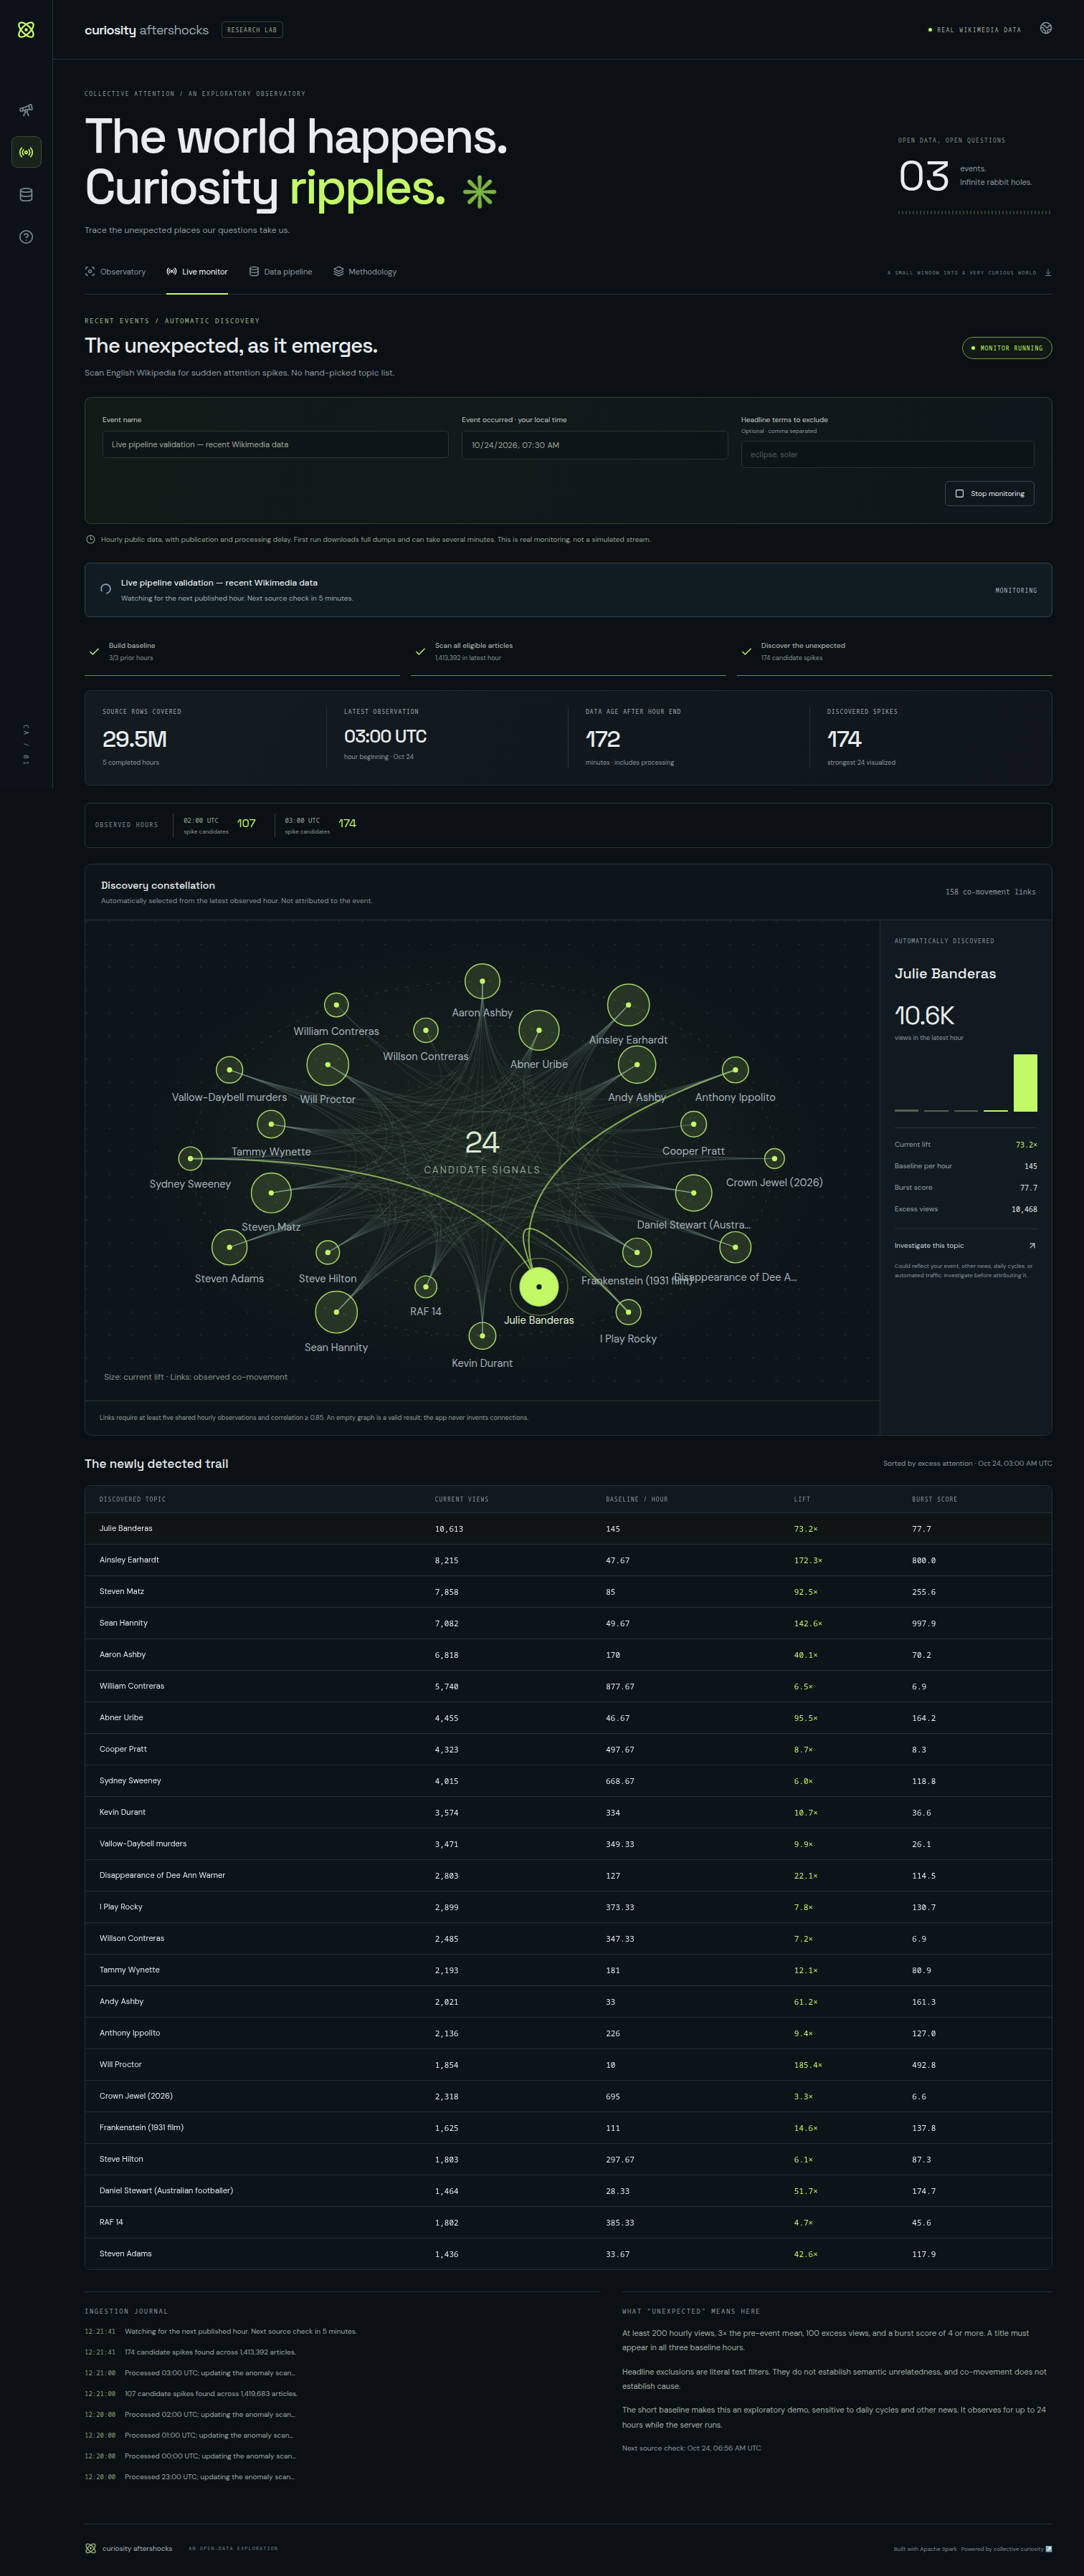 curiosity aftershocks
RESEARCH LAB
REAL WIKIMEDIA DATA
COLLECTIVE ATTENTION / AN EXPLORATORY OBSERVATORY
The world happens.
Curiosity ripples.
Trace the unexpected places our questions take us.
OPEN DATA, OPEN QUESTIONS
03
events.
Infinite rabbit holes.
Observatory
Live monitor
Data pipeline
Methodology
A SMALL WINDOW INTO A VERY CURIOUS WORLD
RECENT EVENTS / AUTOMATIC DISCOVERY
The unexpected, as it emerges.
Scan English Wikipedia for sudden attention spikes. No hand-picked topic list.
MONITOR RUNNING
Event name
Live pipeline validation — recent Wikimedia data
Event occurred · your local time
10/24/2026, 07:30 AM
Headline terms to exclude
Optional · comma separated
eclipse, solar
Stop monitoring
Hourly public data, with publication and processing delay. First run downloads full dumps and can take several minutes. This is real monitoring, not a simulated stream.
Live pipeline validation — recent Wikimedia data
Watching for the next published hour. Next source check in 5 minutes.
MONITORING
Build baseline
3/3 prior hours
Scan all eligible articles
1,413,392 in latest hour
Discover the unexpected
174 candidate spikes
SOURCE ROWS COVERED
29.5M
5 completed hours
LATEST OBSERVATION
03:00 UTC
hour beginning · Oct 24
DATA AGE AFTER HOUR END
172
minutes · includes processing
DISCOVERED SPIKES
174
strongest 24 visualized
CA / 01
OBSERVED HOURS
02:00 UTC
spike candidates
107
03:00 UTC
spike candidates
174
Discovery constellation
Automatically selected from the latest observed hour. Not attributed to the event.
158 co-movement links
Aaron Ashby
William Contreras
Ainsley Earhardt
Willson Contreras
Abner Uribe
Vallow-Daybell murders
Will Proctor
Andy Ashby
Anthony Ippolito
24
CANDIDATE SIGNALS
Tammy Wynette
Cooper Pratt
Sydney Sweeney
Crown Jewel (2026)
Steven Matz
Daniel Stewart (Austra...
Steven Adams
Steve Hilton
Frankenstein (1931 film)
Disappearance of Dee A...
RAF 14
Julie Banderas
I Play Rocky
Sean Hannity
Kevin Durant
Size: current lift · Links: observed co-movement
Links require at least five shared hourly observations and correlation ≥ 0.85. An empty graph is a valid result; the app never invents connections.
AUTOMATICALLY DISCOVERED
Julie Banderas
10.6K
views in the latest hour
Current lift 73.2×
Baseline per hour 145
Burst score 77.7
Excess views 10,468
Investigate this topic
Could reflect your event, other news, daily cycles, or
automated traffic. Investigate before attributing it.
The newly detected trail
Sorted by excess attention · Oct 24, 03:00 AM UTC
DISCOVERED TOPIC CURRENT VIEWS BASELINE / HOUR LIFT BURST SCORE
Julie Banderas 10,613 145 73.2× 77.7
Ainsley Earhardt 8,215 47.67 172.3× 800.0
Steven Matz 7,858 85 92.5× 255.6
Sean Hannity 7,082 49.67 142.6× 997.9
Aaron Ashby 6,818 170 40.1× 70.2
William Contreras 5,740 877.67 6.5× 6.9
Abner Uribe 4,455 46.67 95.5× 164.2
Cooper Pratt 4,323 497.67 8.7× 8.3
Sydney Sweeney 4,015 668.67 6.0× 118.8
Kevin Durant 3,574 334 10.7× 36.6
Vallow-Daybell murders 3,471 349.33 9.9× 26.1
Disappearance of Dee Ann Warner 2,803 127 22.1× 114.5
I Play Rocky 2,899 373.33 7.8× 130.7
Willson Contreras 2,485 347.33 7.2× 6.9
Tammy Wynette 2,193 181 12.1× 80.9
Andy Ashby 2,021 33 61.2× 161.3
Anthony Ippolito 2,136 226 9.4× 127.0
Will Proctor 1,854 10 185.4× 492.8
Crown Jewel (2026) 2,318 695 3.3× 6.6
Frankenstein (1931 film) 1,625 111 14.6× 137.8
Steve Hilton 1,803 297.67 6.1× 87.3
Daniel Stewart (Australian footballer) 1,464 28.33 51.7× 174.7
RAF 14 1,802 385.33 4.7× 45.6
Steven Adams 1,436 33.67 42.6× 117.9
INGESTION JOURNAL
12:21:41 Watching for the next published hour. Next source check in 5 minutes.
12:21:41 174 candidate spikes found across 1,413,392 articles.
12:21:00 Processed 03:00 UTC; updating the anomaly scan…
12:21:00 107 candidate spikes found across 1,419,683 articles.
12:20:00 Processed 02:00 UTC; updating the anomaly scan…
12:20:00 Processed 01:00 UTC; updating the anomaly scan…
12:20:00 Processed 00:00 UTC; updating the anomaly scan…
12:20:00 Processed 23:00 UTC; updating the anomaly scan…
WHAT "UNEXPECTED" MEANS HERE
At least 200 hourly views, 3× the pre-event mean, 100 excess views, and a burst score of 4 or more. A title must
appear in all three baseline hours.
Headline exclusions are literal text filters. They do not establish semantic unrelatedness, and co-movement does not
establish cause.
The short baseline makes this an exploratory demo, sensitive to daily cycles and other news. It observes for up to 24
hours while the server runs.
Next source check: Oct 24, 06:56 AM UTC
curiosity aftershocks
AN OPEN-DATA EXPLORATION
Built with Apache Spark · Powered by collective curiosity